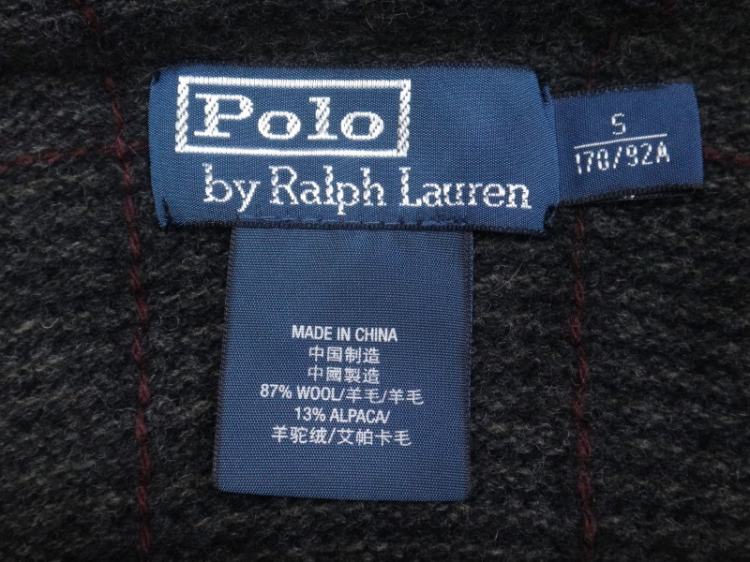 Polo
by Ralph Lauren
S
170/92A
MADE IN CHINA
中国制造
中國製造
87% WOOL/羊毛/羊毛
13% ALPACA/
羊驼绒/艾帕卡毛